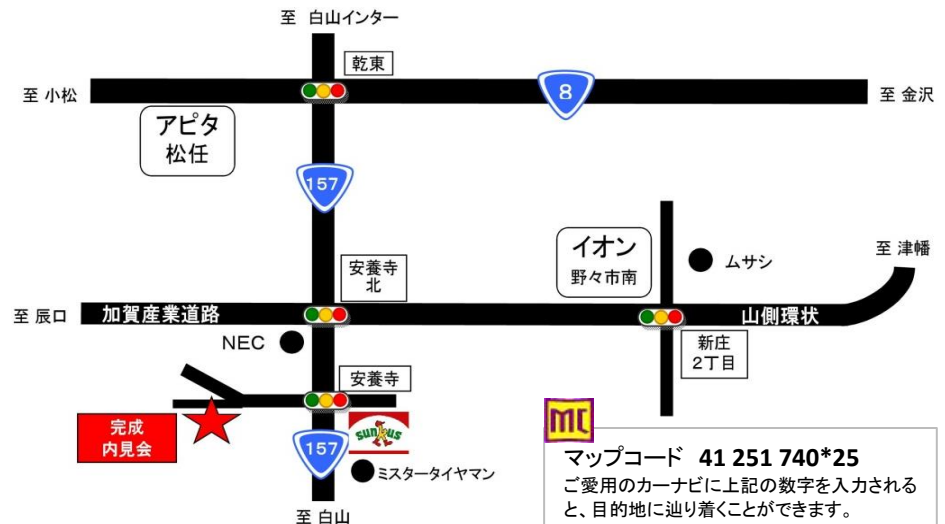 至 白山インター
乾東
至 小松
8
至 金沢
アピタ
松任
157
イオン
野々市南
ムサシ
至 津幡
安養寺
北
至 辰口
加賀産業道路
山側環状
NEC
新庄
2丁目
安養寺
完成
内見会
sunkus
157
ミスタータイヤマン
至 白山
MC
マップコード 41 251 740*25
ご愛用のカーナビに上記の数字を入力される
と、目的地に辿り着くことができます。